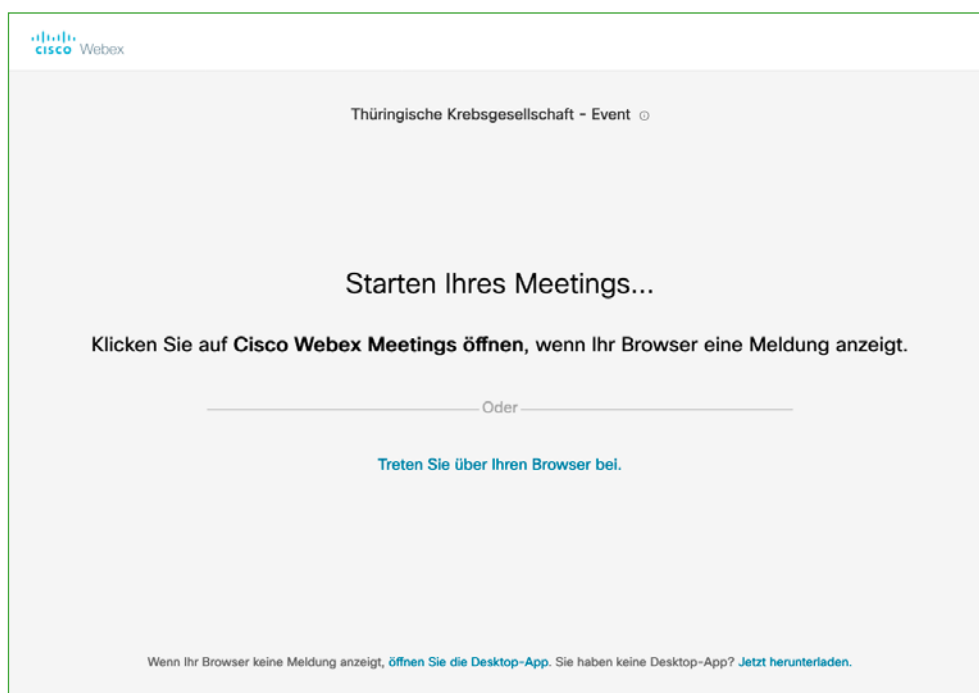 cisco Webex
Thüringische Krebsgesellschaft - Event
Starten Ihres Meetings...
Klicken Sie auf Cisco Webex Meetings öffnen, wenn Ihr Browser eine Meldung anzeigt.
Oder
Treten Sie über Ihren Browser bei.
Wenn Ihr Browser keine Meldung anzeigt, öffnen Sie die Desktop-App. Sie haben keine Desktop-App? Jetzt herunterladen.